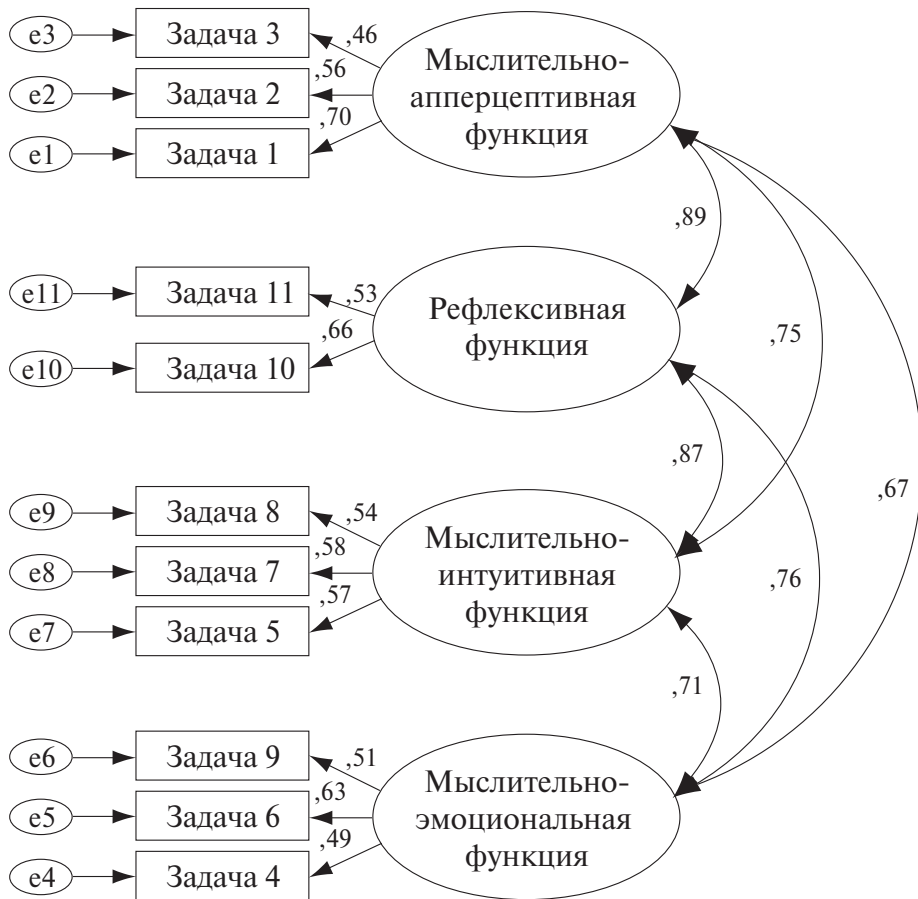 e3
Задача 3
,46
e2
Задача 2
,56
e1
Задача 1
,70
Мыслительно-
апперцептивная
функция
,89
e11
Задача 11
,53
e10
Задача 10
,66
Рефлексивная
функция
,75
,87
e9
Задача 8
,54
e8
Задача 7
,58
e7
Задача 5
,57
Мыслительно-
интуитивная
функция
,67
,76
,71
e6
Задача 9
,51
e5
Задача 6
,63
e4
Задача 4
,49
Мыслительно-
эмоциональная
функция